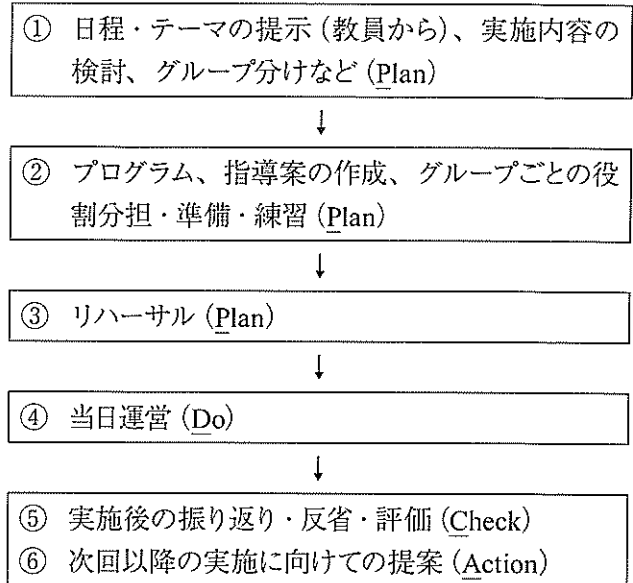 ① 日程・テーマの提示（教員から）、実施内容の
検討、グループ分けなど（Plan）
↓
② プログラム、指導案の作成、グループごとの役
割分担・準備・練習（Plan）
↓
③ リハーサル（Plan）
↓
④ 当日運営（Do）
↓
⑤ 実施後の振り返り・反省・評価（Check）
⑥ 次回以降の実施に向けての提案（Action）